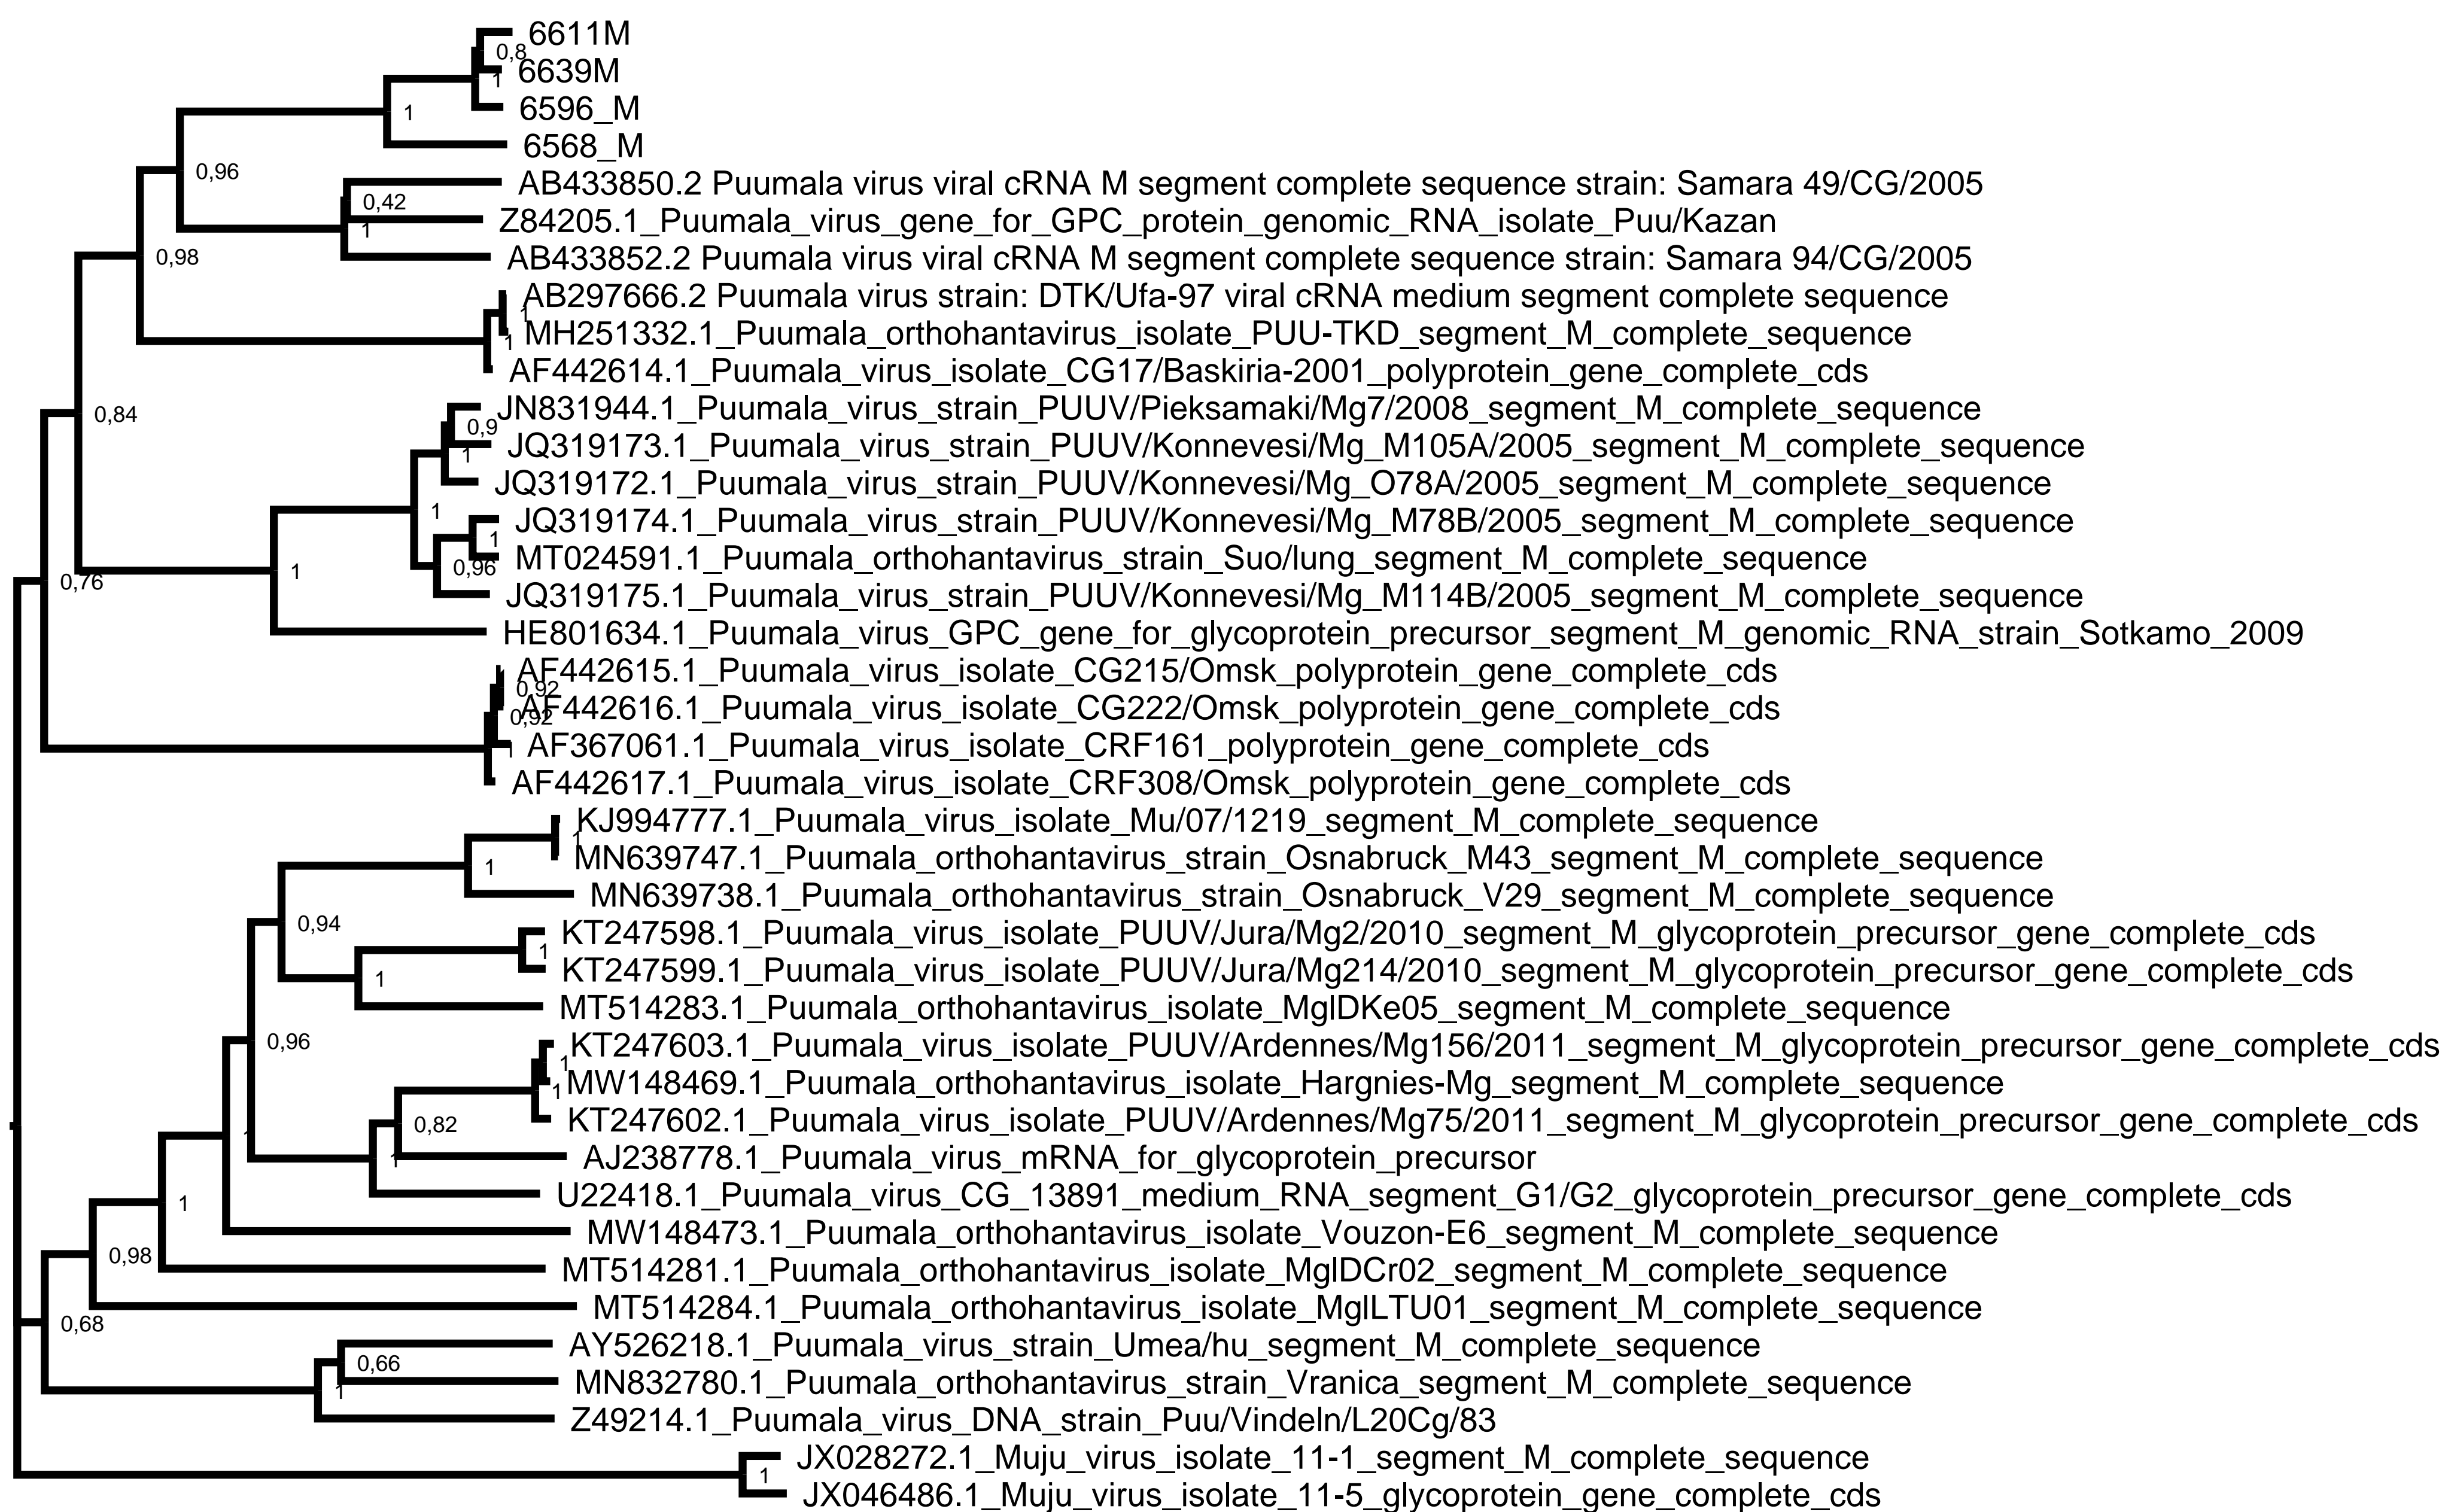 6611M
0,8
6639M
1
6596_M
1
6568_M
0,96
AB433850.2 Puumala virus viral cRNA M segment complete sequence strain: Samara 49/CG/2005
0,42
Z84205.1_Puumala_virus_gene_for_GPC_protein_genomic_RNA_isolate_Puu/Kazan
1
0,98
AB433852.2 Puumala virus viral cRNA M segment complete sequence strain: Samara 94/CG/2005
AB297666.2 Puumala virus strain: DTK/Ufa-97 viral cRNA medium segment complete sequence
1
MH251332.1_Puumala_orthohantavirus_isolate_PUU-TKD_segment_M_complete_sequence
1
AF442614.1_Puumala_virus_isolate_CG17/Baskiria-2001_polyprotein_gene_complete_cds
0,84
JN831944.1_Puumala_virus_strain_PUUV/Pieksamaki/Mg7/2008_segment_M_complete_sequence
0,9
JQ319173.1_Puumala_virus_strain_PUUV/Konnevesi/Mg_M105A/2005_segment_M_complete_sequence
1
JQ319172.1_Puumala_virus_strain_PUUV/Konnevesi/Mg_O78A/2005_segment_M_complete_sequence
1
JQ319174.1_Puumala_virus_strain_PUUV/Konnevesi/Mg_M78B/2005_segment_M_complete_sequence
1
MT024591.1_Puumala_orthohantavirus_strain_Suo/lung_segment_M_complete_sequence
0,96
1
0,76
JQ319175.1_Puumala_virus_strain_PUUV/Konnevesi/Mg_M114B/2005_segment_M_complete_sequence
HE801634.1_Puumala_virus_GPC_gene_for_glycoprotein_precursor_segment_M_genomic_RNA_strain_Sotkamo_2009
AF442615.1_Puumala_virus_isolate_CG215/Omsk_polyprotein_gene_complete_cds
0,92
AF442616.1_Puumala_virus_isolate_CG222/Omsk_polyprotein_gene_complete_cds
0,92
AF367061.1_Puumala_virus_isolate_CRF161_polyprotein_gene_complete_cds
1
AF442617.1_Puumala_virus_isolate_CRF308/Omsk_polyprotein_gene_complete_cds
KJ994777.1_Puumala_virus_isolate_Mu/07/1219_segment_M_complete_sequence
1
MN639747.1_Puumala_orthohantavirus_strain_Osnabruck_M43_segment_M_complete_sequence
1
MN639738.1_Puumala_orthohantavirus_strain_Osnabruck_V29_segment_M_complete_sequence
0,94
KT247598.1_Puumala_virus_isolate_PUUV/Jura/Mg2/2010_segment_M_glycoprotein_precursor_gene_complete_cds
1
KT247599.1_Puumala_virus_isolate_PUUV/Jura/Mg214/2010_segment_M_glycoprotein_precursor_gene_complete_cds
1
MT514283.1_Puumala_orthohantavirus_isolate_MglDKe05_segment_M_complete_sequence
0,96
KT247603.1_Puumala_virus_isolate_PUUV/Ardennes/Mg156/2011_segment_M_glycoprotein_precursor_gene_complete_cds
1
MW148469.1_Puumala_orthohantavirus_isolate_Hargnies-Mg_segment_M_complete_sequence
1
KT247602.1_Puumala_virus_isolate_PUUV/Ardennes/Mg75/2011_segment_M_glycoprotein_precursor_gene_complete_cds
0,82
1
AJ238778.1_Puumala_virus_mRNA_for_glycoprotein_precursor
1
U22418.1_Puumala_virus_CG_13891_medium_RNA_segment_G1/G2_glycoprotein_precursor_gene_complete_cds
1
MW148473.1_Puumala_orthohantavirus_isolate_Vouzon-E6_segment_M_complete_sequence
0,98
MT514281.1_Puumala_orthohantavirus_isolate_MglDCr02_segment_M_complete_sequence
MT514284.1_Puumala_orthohantavirus_isolate_MglLTU01_segment_M_complete_sequence
0,68
AY526218.1_Puumala_virus_strain_Umea/hu_segment_M_complete_sequence
0,66
MN832780.1_Puumala_orthohantavirus_strain_Vranica_segment_M_complete_sequence
1
Z49214.1_Puumala_virus_DNA_strain_Puu/Vindeln/L20Cg/83
JX028272.1_Muju_virus_isolate_11-1_segment_M_complete_sequence
1
JX046486.1_Muju_virus_isolate_11-5_glycoprotein_gene_complete_cds